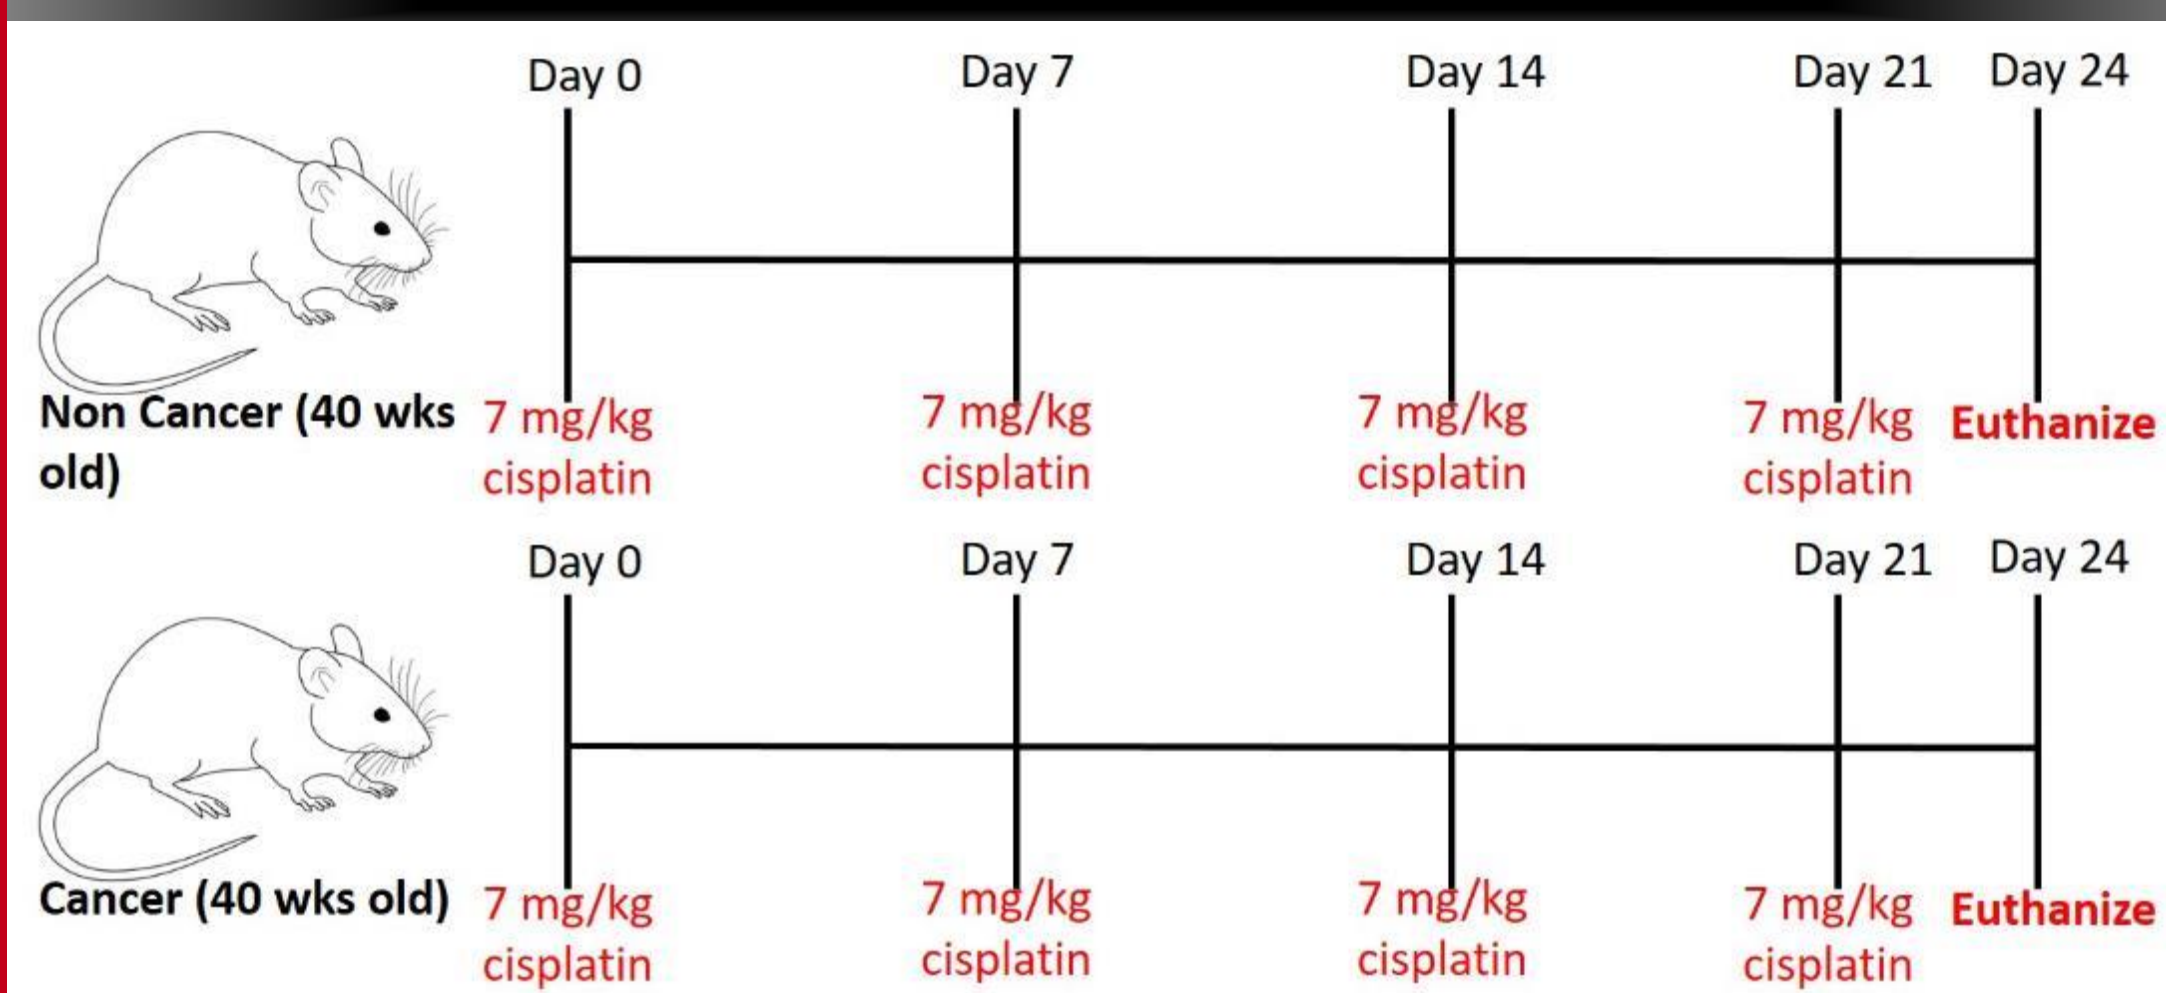 Day 0 Day 7 Day 14 Day 21 Day 24
Non Cancer (40 wks
old)
7 mg/kg
cisplatin
7 mg/kg
cisplatin
7 mg/kg
cisplatin
7 mg/kg
cisplatin
Euthanize
Day 0 Day 7 Day 14 Day 21 Day 24
Cancer (40 wks old)
7 mg/kg
cisplatin
7 mg/kg
cisplatin
7 mg/kg
cisplatin
7 mg/kg
cisplatin
Euthanize